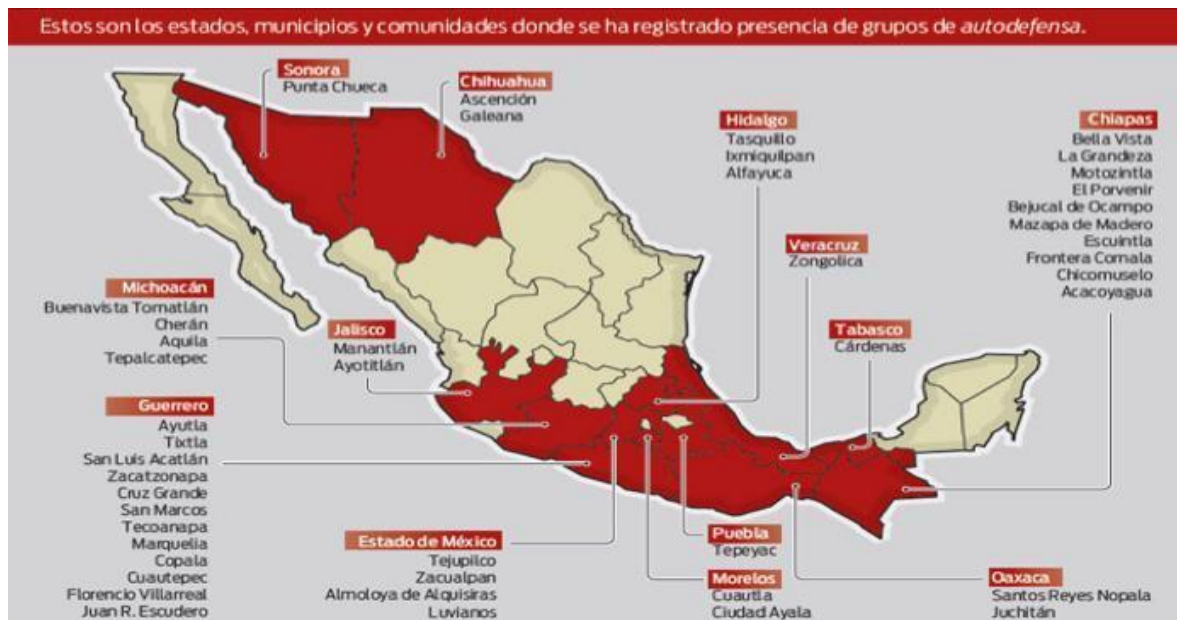 Estos son los estados, municipios y comunidades donde se ha registrado presencia de grupos de autodefensa.
Sonora
Punta Chueca
Chihuahua
Ascención
Galeana
Hidalgo
Tasquillo
Ixmiquilpan
Alfayuca
Chiapas
Bella Vista
La Grandeza
Motozintla
El Porvenir
Bejucal de Ocampo
Mazapa de Madero
Escuintla
Frontera Comala
Chicomuselo
Acacoyagua
Veracruz
Zongolica
Tabasco
Cárdenas
Michoacán
Buenavista Tomatlán
Cherán
Aquila
Tepalcatepec
Jalisco
Manantlán
Ayotitlán
Guerrero
Ayutla
Tixtla
San Luis Acatlán
Zacatzonapa
Cruz Grande
San Marcos
Tecoanapa
Marquelia
Copala
Cuautepec
Florencio Villarreal
Juan R. Escudero
Estado de México
Tejupilco
Zacualpan
Almoloya de Alquisiras
Luvianos
Puebla
Tepeyac
Morelos
Cuautla
Ciudad Ayala
Oaxaca
Santos Reyes Nopala
Juchitán